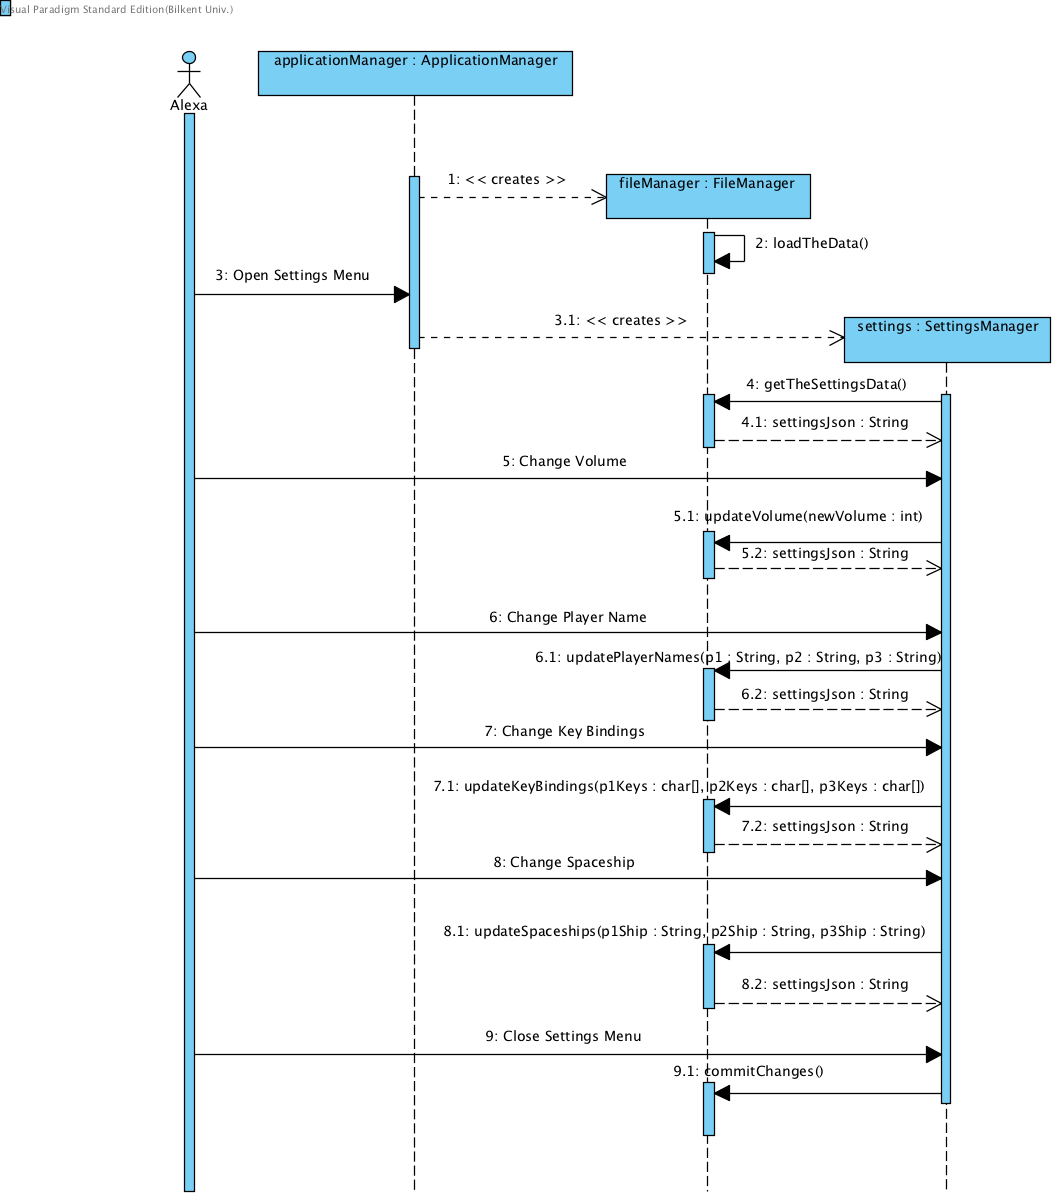 Visual Paradigm Standard Edition(Bilkent Univ.)
applicationManager : ApplicationManager
Alexa
1: << creates >>
fileManager : FileManager
2: loadTheData()
3: Open Settings Menu
3.1: << creates >>
settings : SettingsManager
4: getTheSettingsData()
4.1: settingsJson : String
5: Change Volume
5.1: updateVolume(newVolume : int)
5.2: settingsJson : String
6: Change Player Name
6.1: updatePlayerNames(p1 : String, p2 : String, p3 : String)
6.2: settingsJson : String
7: Change Key Bindings
7.1: updateKeyBindings(p1Keys : char[], p2Keys : char[], p3Keys : char[])
7.2: settingsJson : String
8: Change Spaceship
8.1: updateSpaceships(p1Ship : String, p2Ship : String, p3Ship : String)
8.2: settingsJson : String
9: Close Settings Menu
9.1: commitChanges()